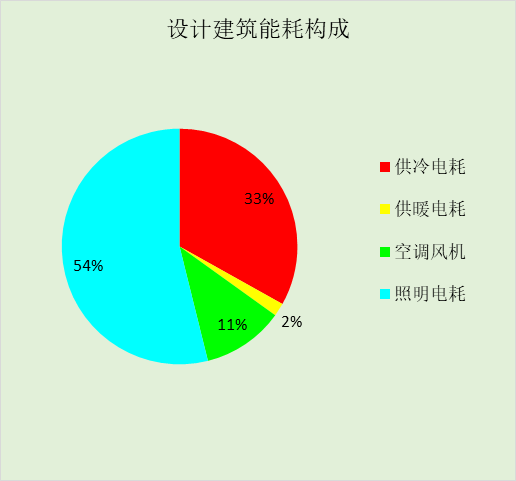 设计建筑能耗构成
33%
供冷电耗
供暖电耗
空调风机
54%
照明电耗
11%
2%